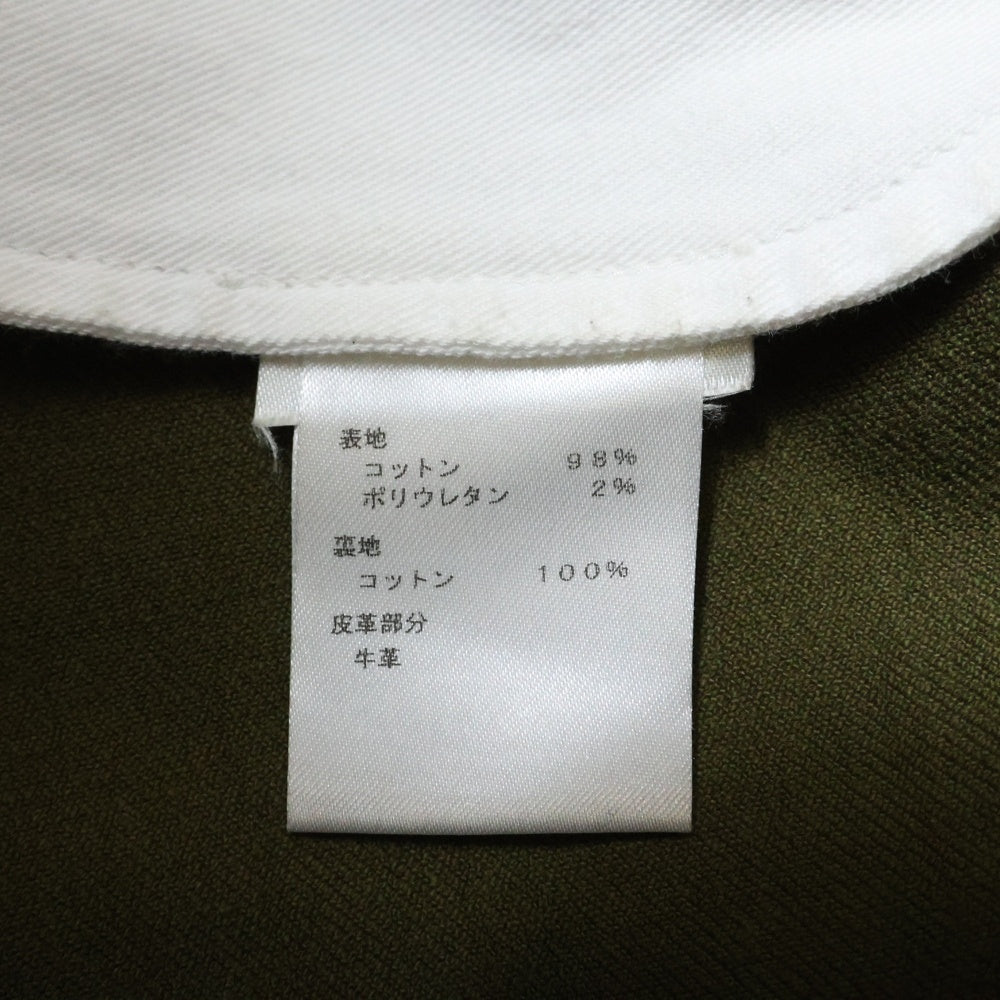 表地
コットン 98%
ポリウレタン 2%
裏地
コットン 100%
皮革部分
牛革